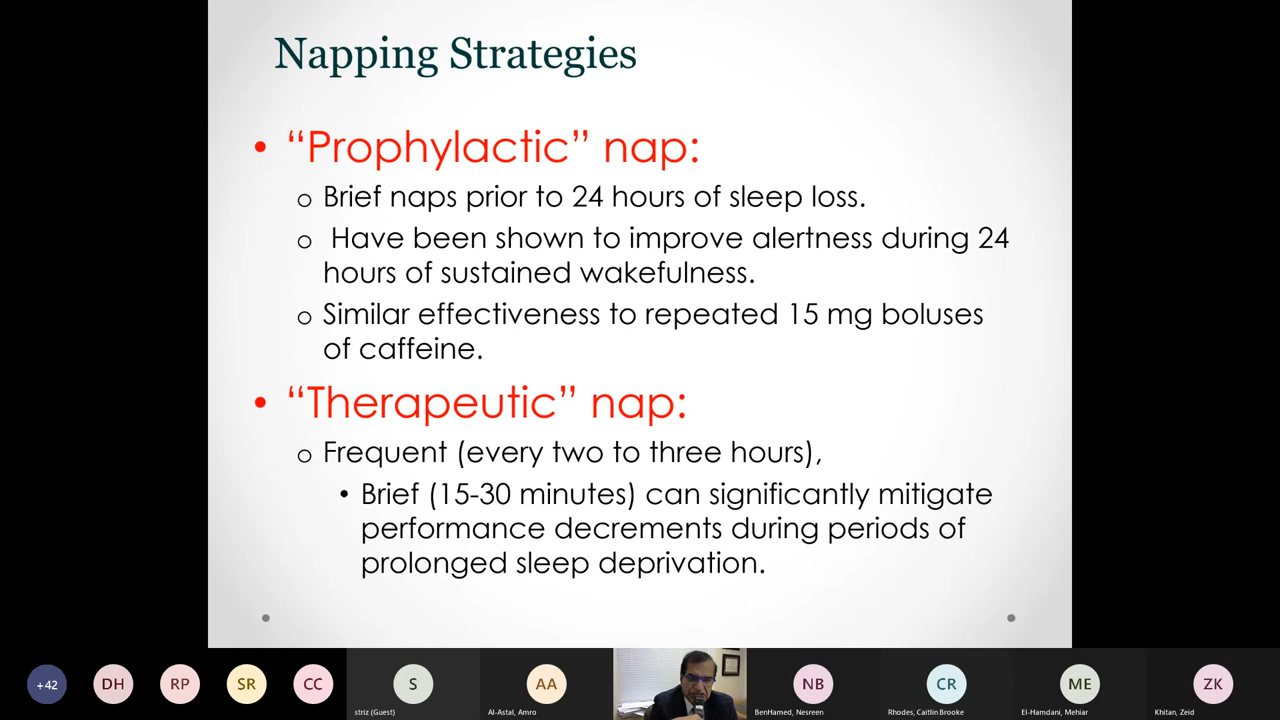 Napping Strategies
• “Prophylactic” nap:
o Brief naps prior to 24 hours of sleep loss.
o Have been shown to improve alertness during 24
hours of sustained wakefulness.
o Similar effectiveness to repeated 15 mg boluses
of caffeine.
• “Therapeutic” nap:
o Frequent (every two to three hours),
• Brief (15-30 minutes) can significantly mitigate
performance decrements during periods of
prolonged sleep deprivation.
+42
DH
RP
SR
CC
S
AA
NB
CR
ME
ZK
striz (Guest)
Al-Astal, Amro
BenHamed, Nesreen
Rhodes, Caitlin Brooke
El-Hamdani, Mehiar
Khitan, Zeid